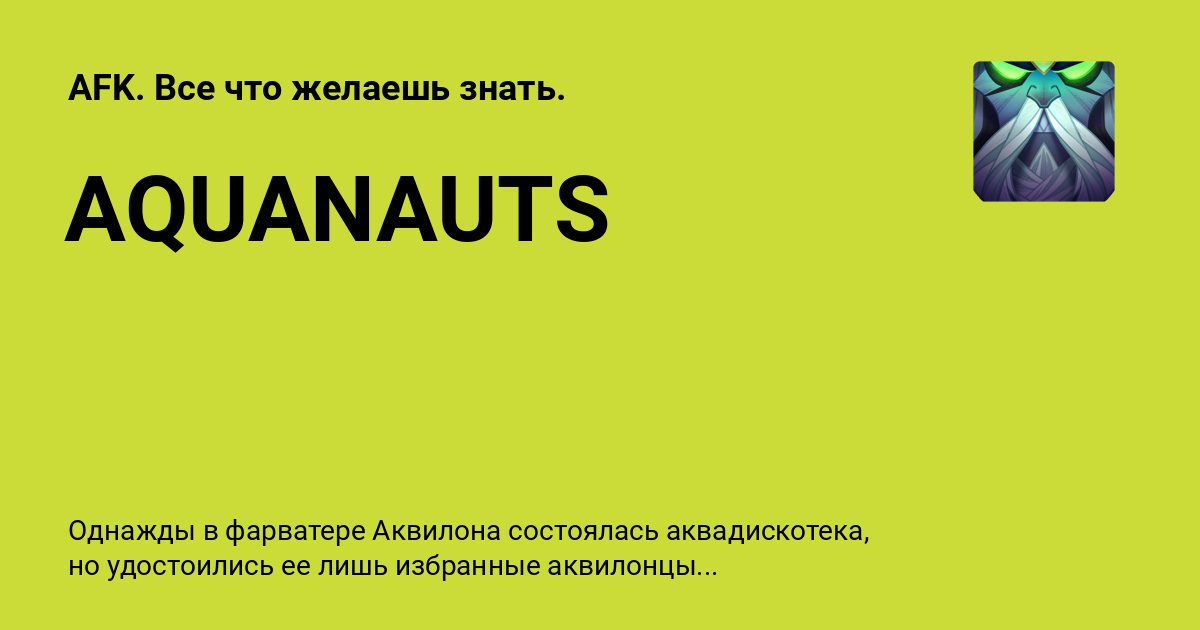 AFK. Все что желаешь знать.
AQUANAUTS
Однажды в фарватере Аквилона состоялась аквадискотека,
но удостоились ее лишь избранные аквилонцы...